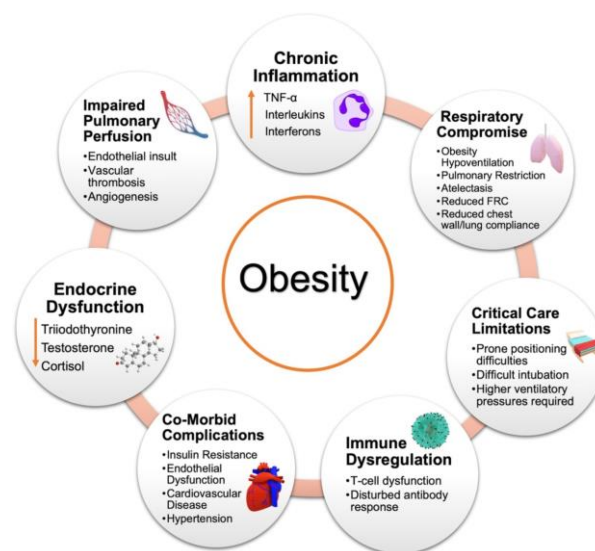 Chronic
Inflammation
TNF-α
Interleukins
Interferons
Respiratory
Compromise
•Obesity
Hypoventilation
•Pulmonary Restriction
•Atelectasis
•Reduced FRC
•Reduced chest
wall/lung compliance
Critical Care
Limitations
•Prone positioning
difficulties
•Difficult intubation
•Higher ventilatory
pressures required
Immune
Dysregulation
•T-cell dysfunction
•Disturbed antibody
response
Co-Morbid
Complications
•Insulin Resistance
•Endothelial
Dysfunction
•Cardiovascular
Disease
•Hypertension
Endocrine
Dysfunction
Triiodothyronine
Testosterone
Cortisol
Impaired
Pulmonary
Perfusion
•Endothelial insult
•Vascular
thrombosis
•Angiogenesis
Obesity